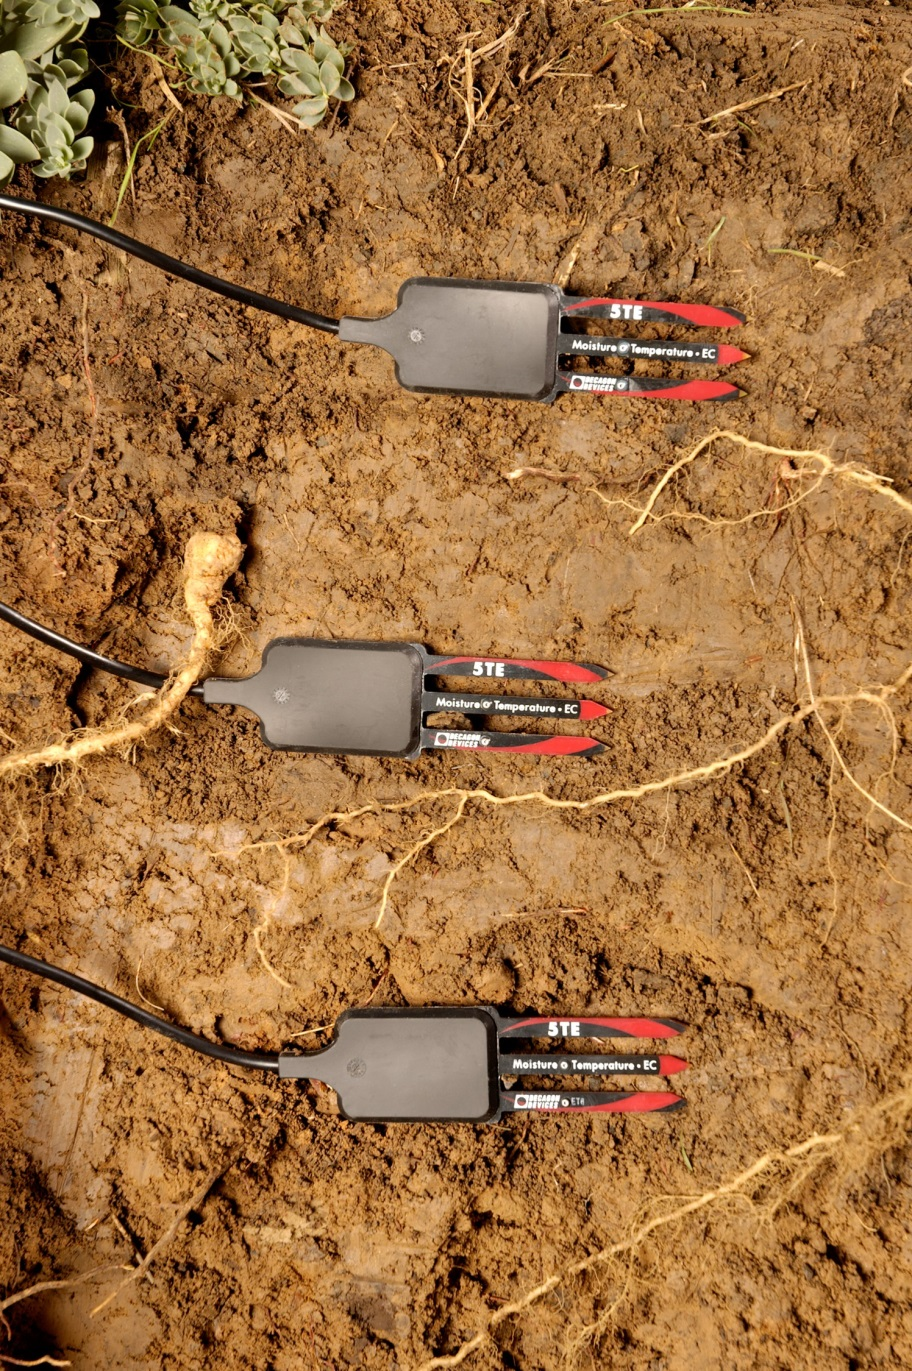 5TE
Moisture Temperature • EC
DECAGON
DEVICES
5TE
Moisture Temperature • EC
DECAGON
DEVICES
5TE
Moisture Temperature • EC
DECAGON
DEVICES